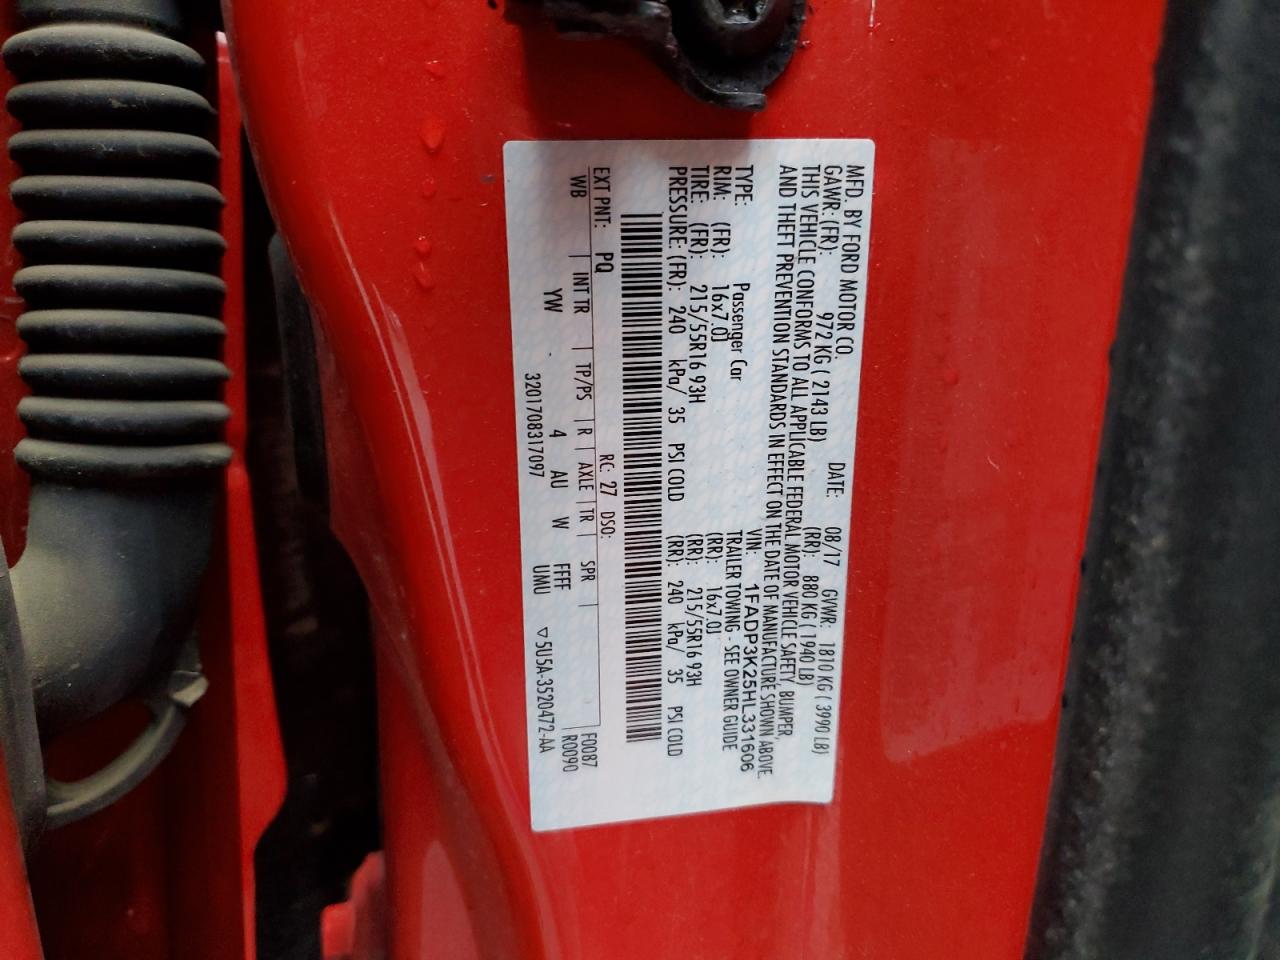 MFD. BY FORD MOTOR CO.
DATE: 08/17 GVWR: 1810 KG ( 3990 LB)
GAWR: (FR): 972 KG ( 2143 LB) (RR): 880 KG ( 1940 LB)
THIS VEHICLE CONFORMS TO ALL APPLICABLE FEDERAL MOTOR VEHICLE SAFETY, BUMPER,
AND THEFT PREVENTION STANDARDS IN EFFECT ON THE DATE OF MANUFACTURE SHOWN ABOVE.
VIN: 1FADP3K25HL331606
TYPE: Passenger Car TRAILER TOWING - SEE OWNER GUIDE
RIM: (FR): 16x7.0J (RR): 16x7.0J
TIRE: (FR): 215/55R16 93H (RR): 215/55R16 93H
PRESSURE: (FR): 240 kPa/ 35 PSI COLD (RR): 240 kPa/ 35 PSI COLD
EXT PNT: PQ RC: 27 DSO: F0087
WB INT TR TP/PS R AXLE TR SPR R0090
YW 4 AU W FFFF
UMU
3201708317097 ▽5U5A-3520472-AA